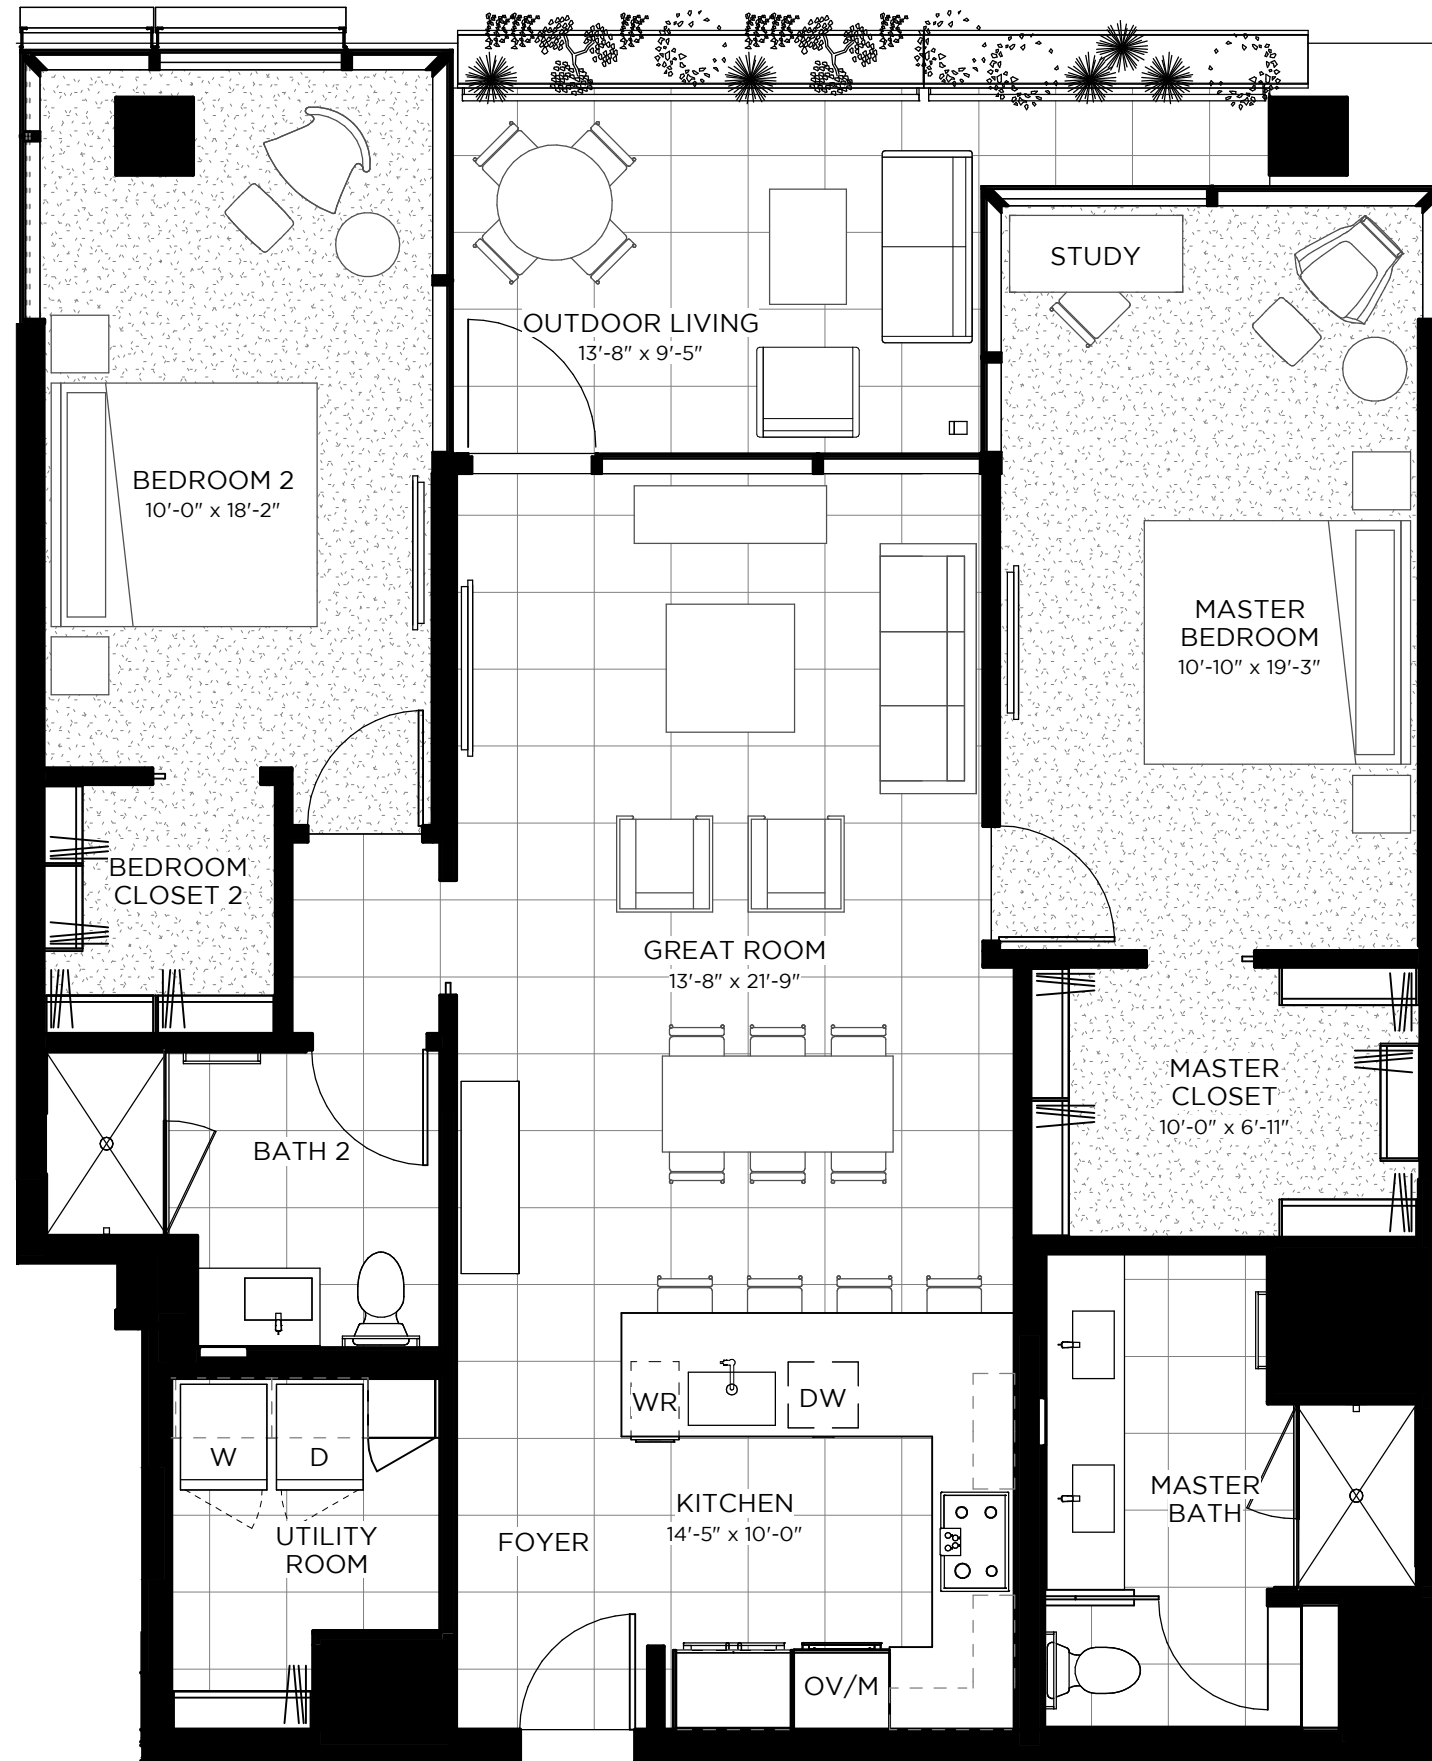 STUDY
OUTDOOR LIVING
13'-8" x 9'-5"
BEDROOM 2
10'-0" x 18'-2"
MASTER
BEDROOM
10'-10" x 19'-3"
BEDROOM
CLOSET 2
GREAT ROOM
13'-8" x 21'-9"
MASTER
CLOSET
10'-0" x 6'-11"
BATH 2
WR
DW
W
D
KITCHEN
14'-5" x 10'-0"
MASTER
BATH
UTILITY
ROOM
FOYER
OV/M